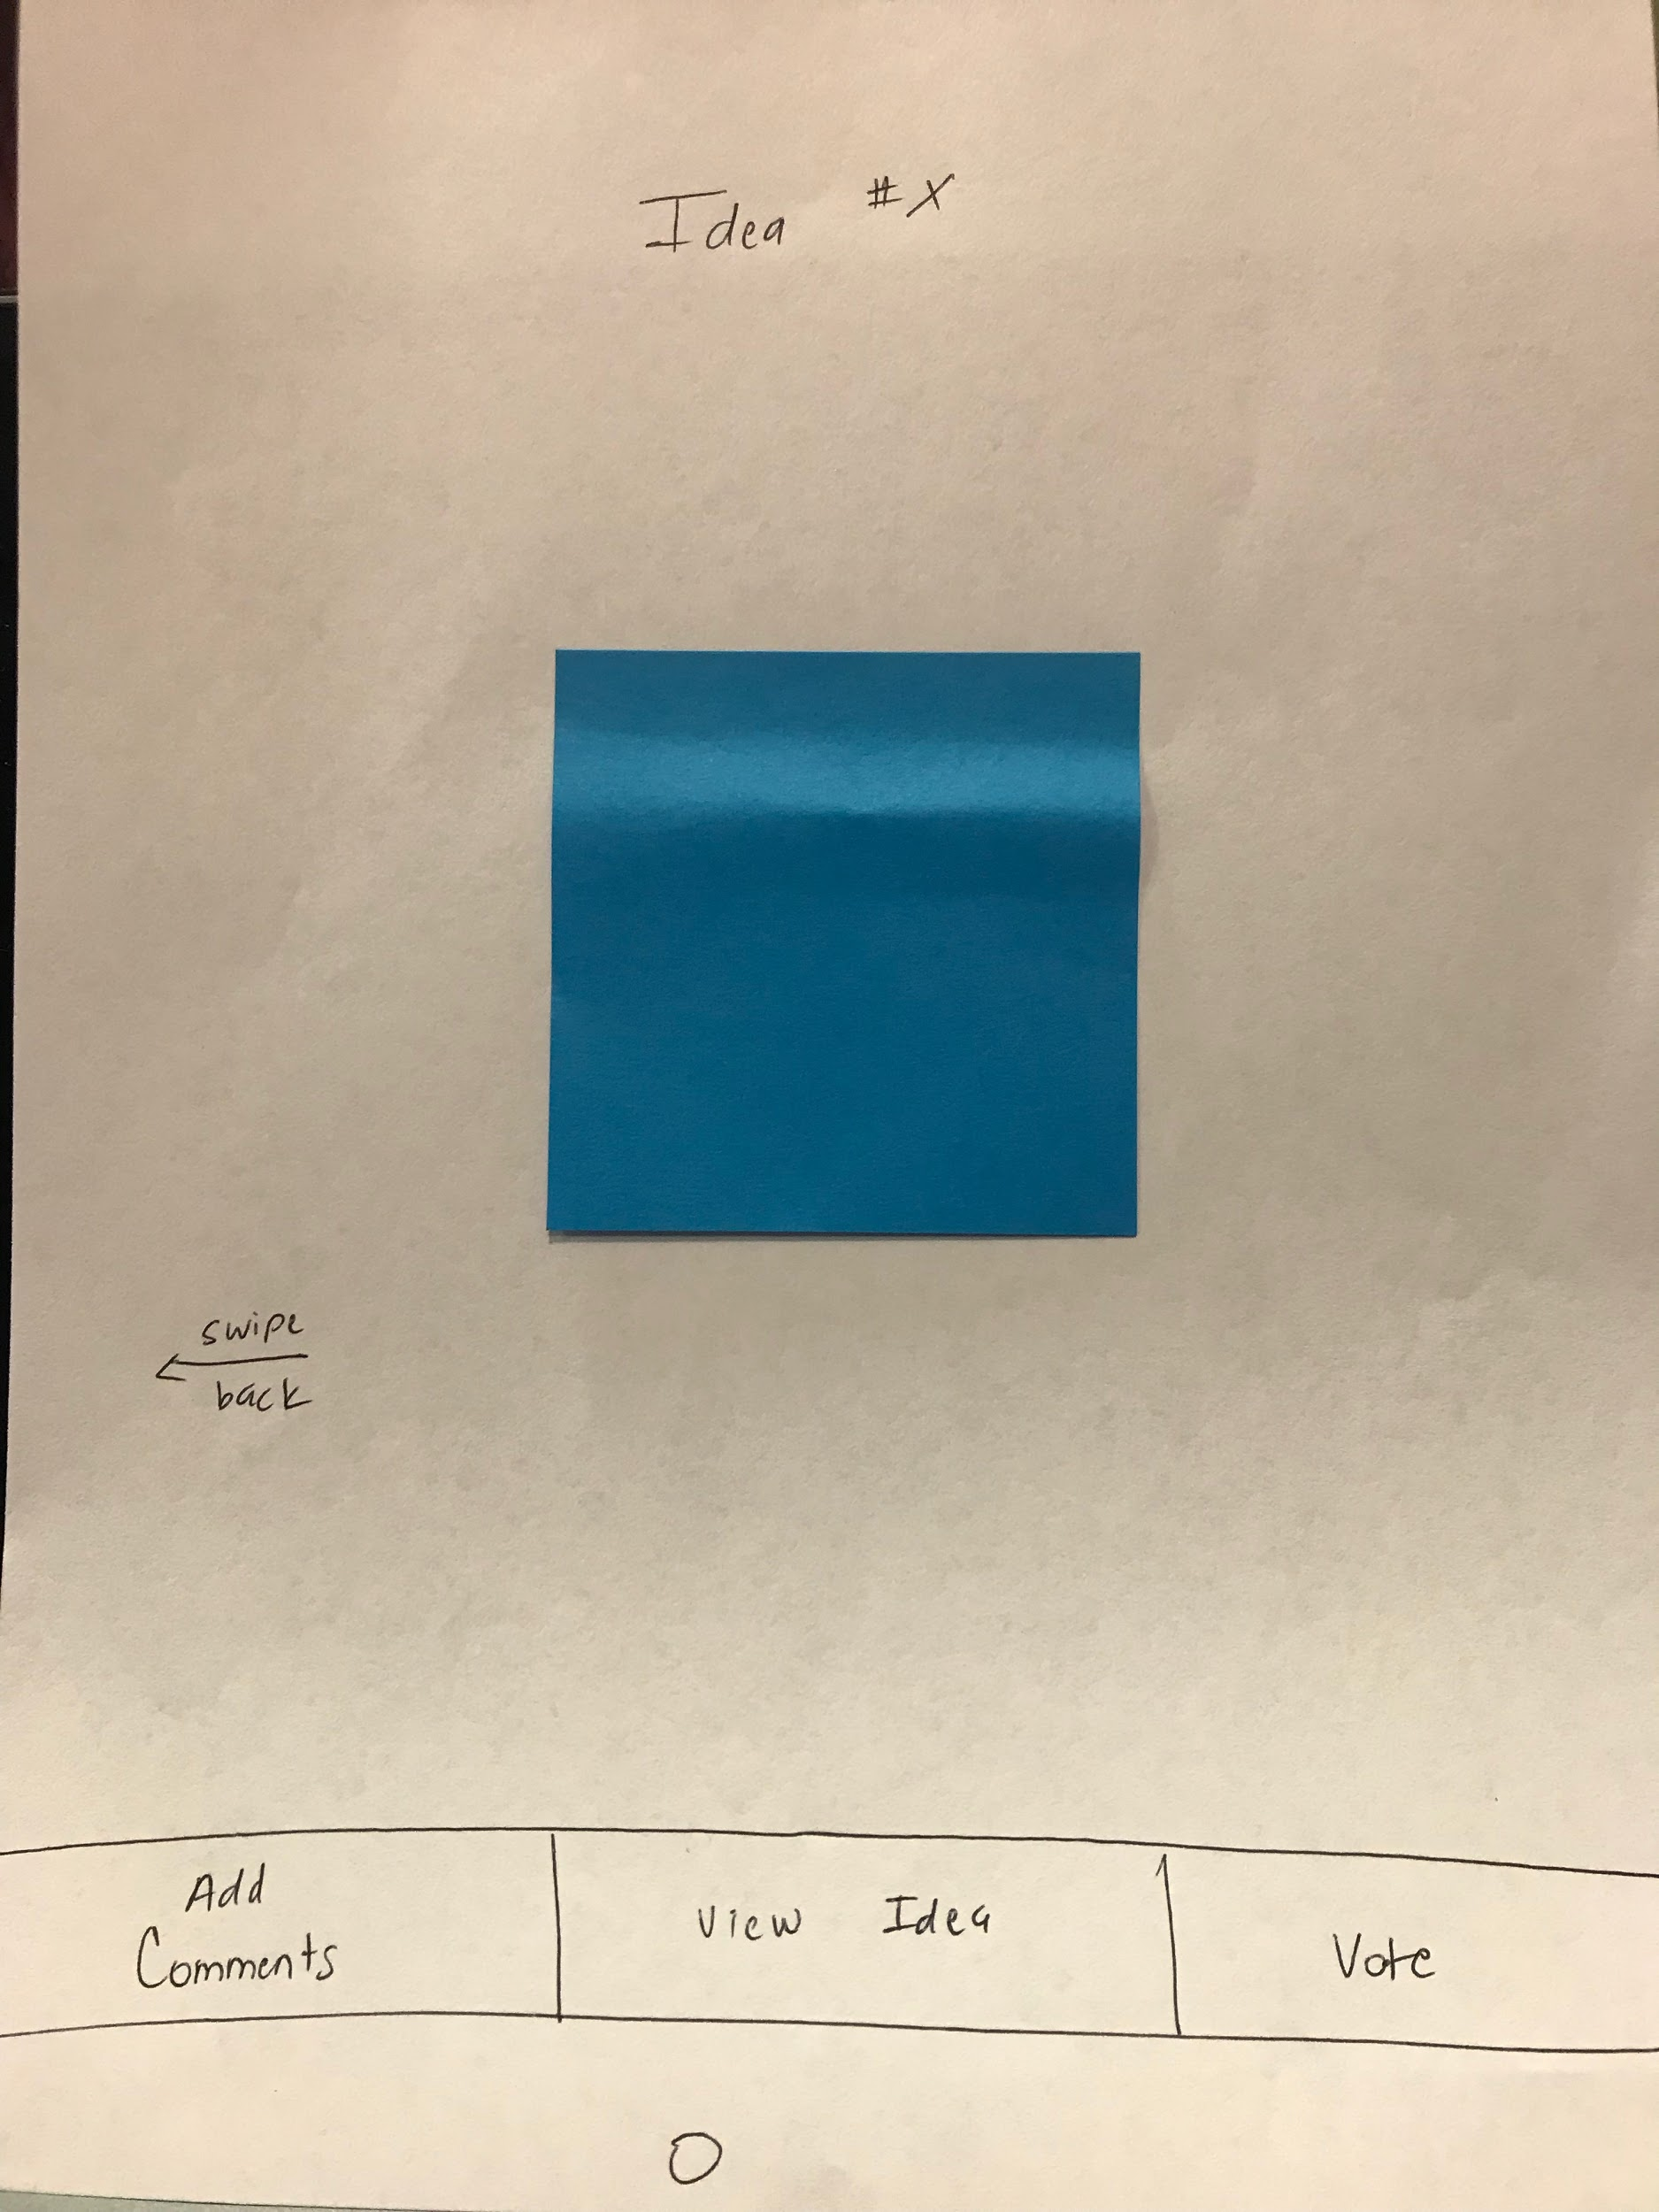 Idea #X
swipe
back
Add
Comments
View Idea
Vote